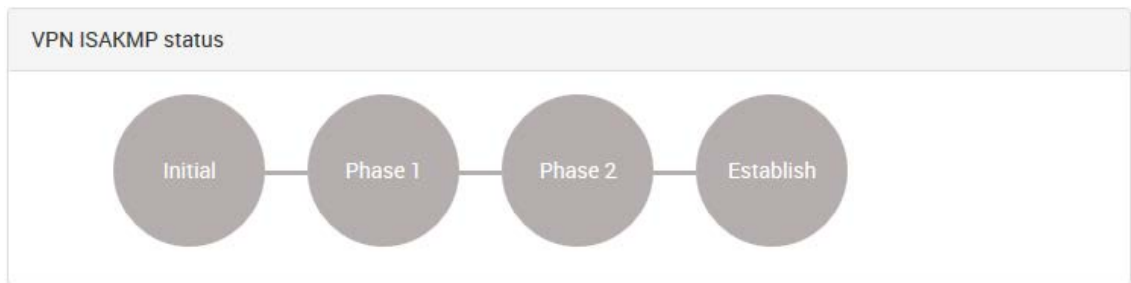 VPN ISAKMP status
Initial
Phase 1
Phase 2
Establish